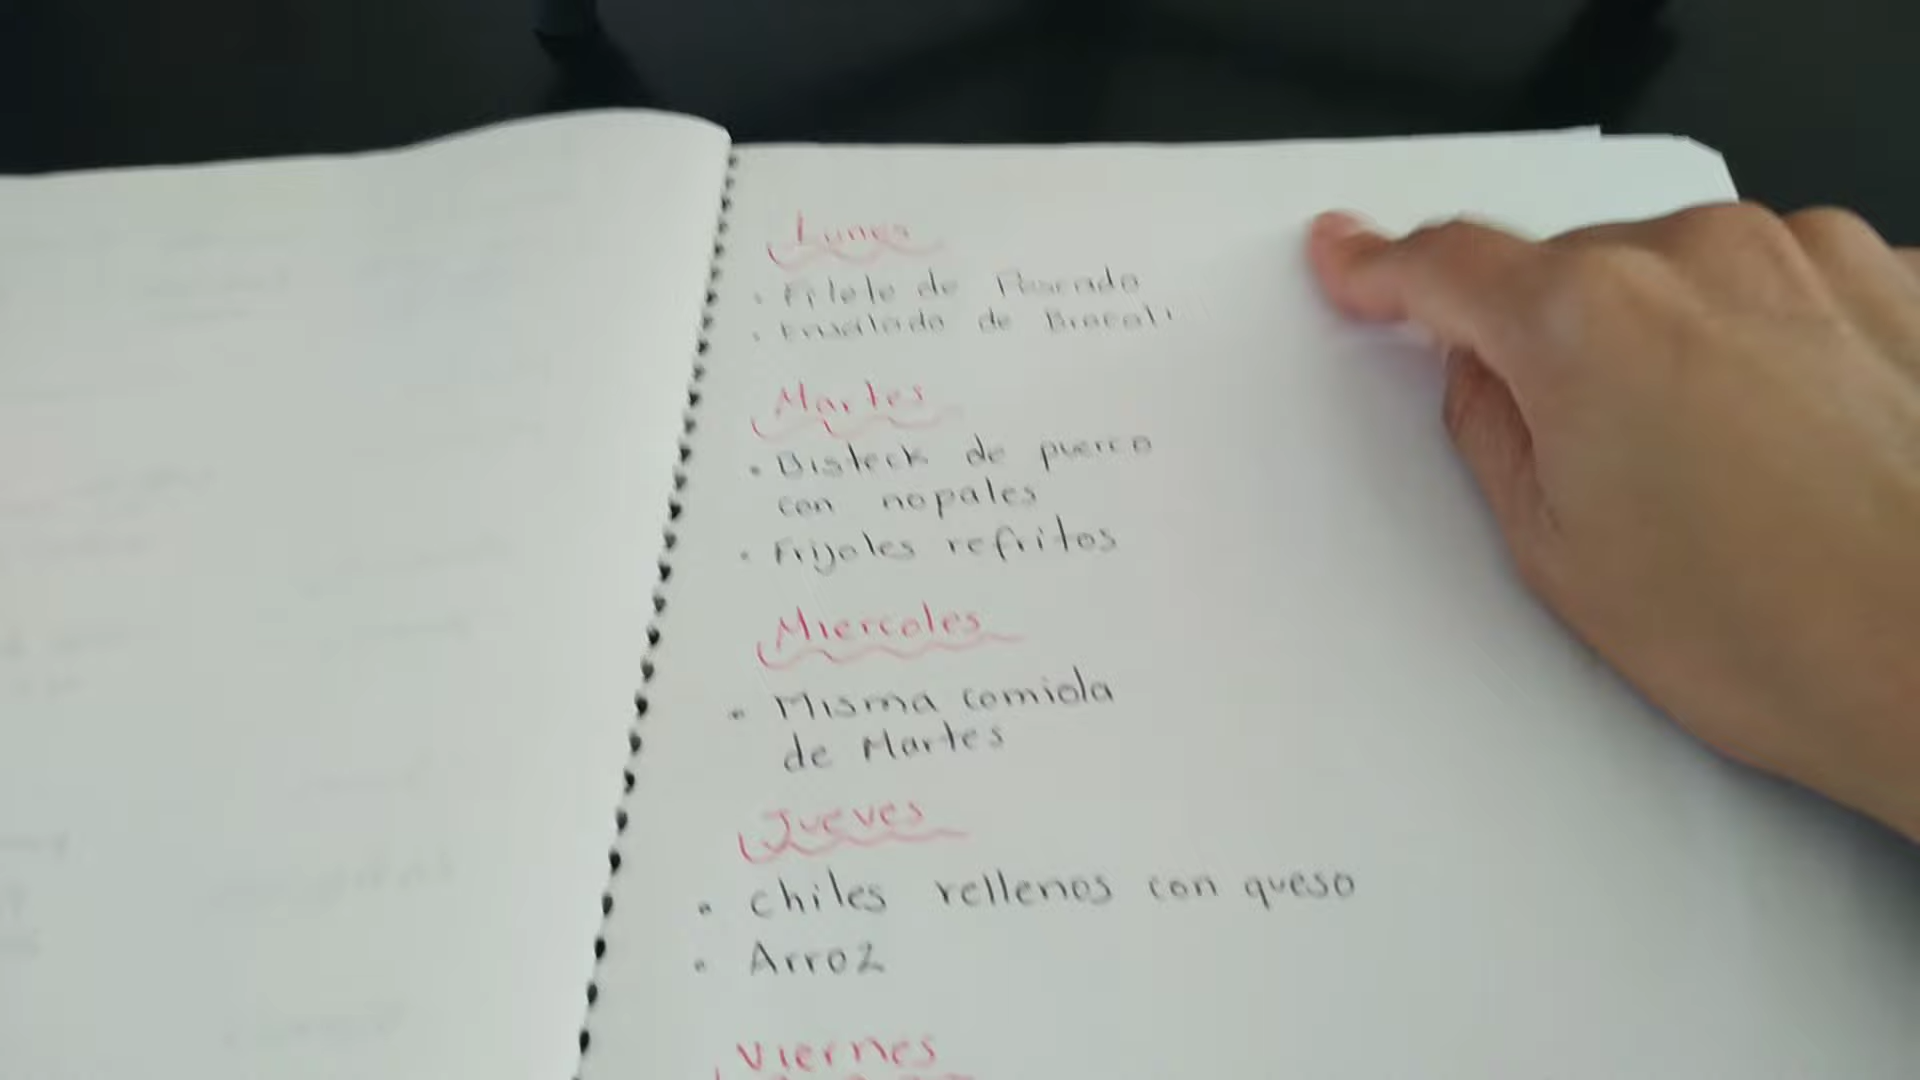 Lunes
• Filete de Pescado
• Ensalada de Brocoli
Martes
• Bisteck de puerco
con nopales
• Frijoles refritos
Miercoles
• Misma comida
de Martes
Jueves
• chiles rellenos con queso
• Arroz
Viernes